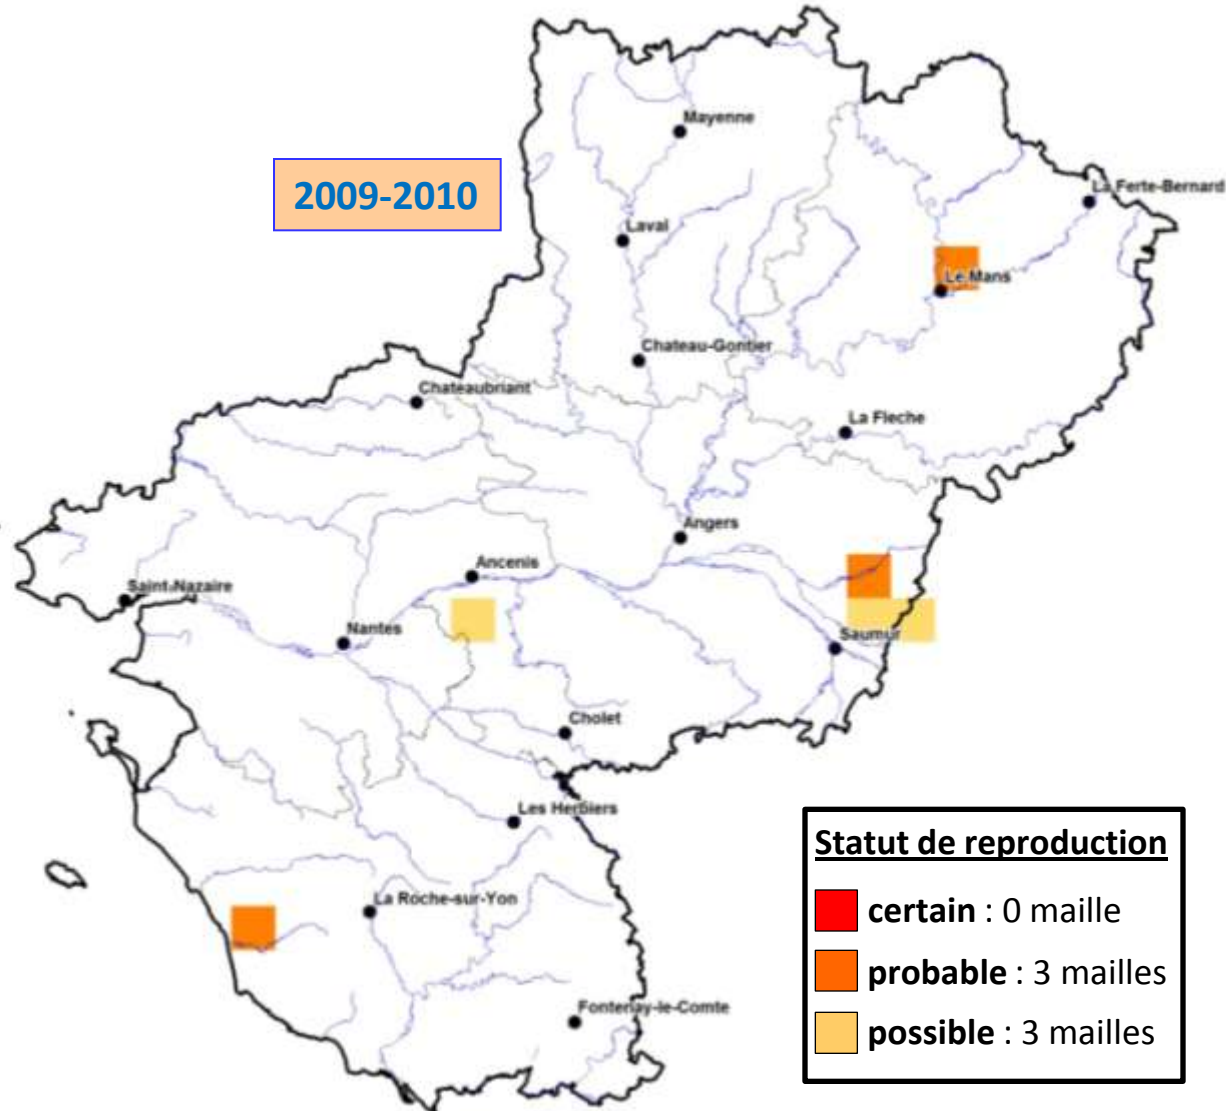 Mayenne
2009-2010
La Ferte-Bernard
Laval
Le Mans
Chateau-Gontier
Chateaubriant
La Fleche
Angers
Ancenis
Saint-Nazaire
Nantes
Saumur
Cholet
Les Herbiers
La Roche-sur-Yon
Fontenay-le-Comte
Statut de reproduction
certain : 0 maille
probable : 3 mailles
possible : 3 mailles